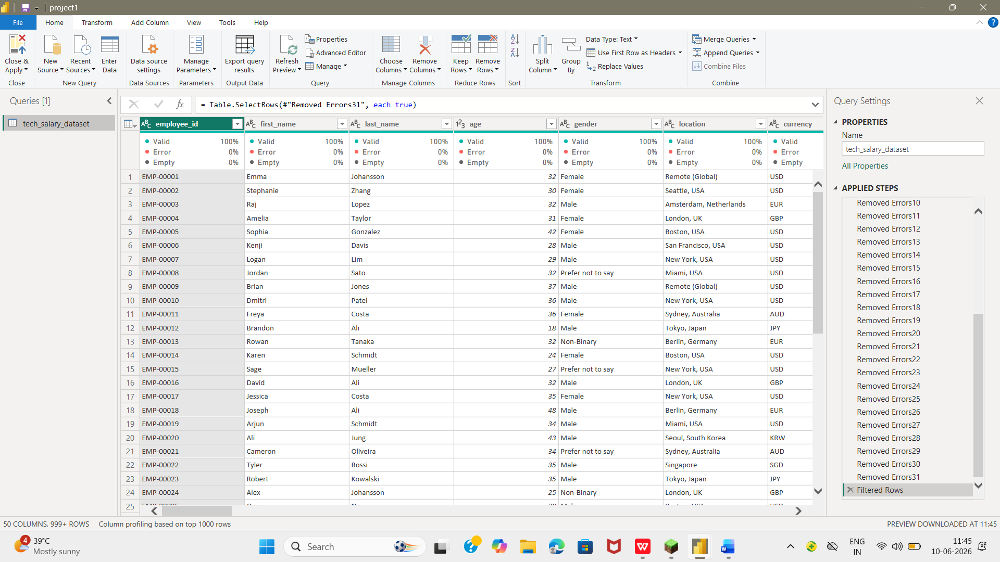 project1
File Home Transform Add Column View Tools Help
Close & Apply
New Source
Recent Sources
Enter Data
Data source settings
Manage Parameters
Export query results
Refresh Preview
Properties
Advanced Editor
Manage
Choose Columns
Remove Columns
Keep Rows
Remove Rows
Split Column
Group By
Data Type: Text
Use First Row as Headers
Replace Values
Merge Queries
Append Queries
Combine Files
Close New Query Data Sources Parameters Output Data Query Manage Columns Reduce Rows Sort Transform Combine
Queries [1]
tech_salary_dataset
fx = Table.SelectRows(#"Removed Errors31", each true)
employee_id first_name last_name age gender location currency
Valid 100% Valid 100% Valid 100% Valid 100% Valid 100% Valid 100% Valid
Error 0% Error 0% Error 0% Error 0% Error 0% Error 0% Error
Empty 0% Empty 0% Empty 0% Empty 0% Empty 0% Empty 0% Empty
1 EMP-00001 Emma Johansson 32 Female Remote (Global) USD
2 EMP-00002 Stephanie Zhang 30 Female Seattle, USA USD
3 EMP-00003 Raj Lopez 32 Male Amsterdam, Netherlands EUR
4 EMP-00004 Amelia Taylor 31 Female London, UK GBP
5 EMP-00005 Sophia Gonzalez 42 Female Boston, USA USD
6 EMP-00006 Kenji Davis 28 Male San Francisco, USA USD
7 EMP-00007 Logan Lim 29 Male New York, USA USD
8 EMP-00008 Jordan Sato 32 Prefer not to say Miami, USA USD
9 EMP-00009 Brian Jones 37 Male Remote (Global) USD
10 EMP-00010 Dmitri Patel 36 Male New York, USA USD
11 EMP-00011 Freya Costa 36 Female Sydney, Australia AUD
12 EMP-00012 Brandon Ali 18 Male Tokyo, Japan JPY
13 EMP-00013 Rowan Tanaka 32 Non-Binary Berlin, Germany EUR
14 EMP-00014 Karen Schmidt 24 Female Boston, USA USD
15 EMP-00015 Sage Mueller 27 Prefer not to say New York, USA USD
16 EMP-00016 David Ali 32 Male London, UK GBP
17 EMP-00017 Jessica Costa 35 Female New York, USA USD
18 EMP-00018 Joseph Ali 48 Male Berlin, Germany EUR
19 EMP-00019 Arjun Schmidt 34 Male Miami, USA USD
20 EMP-00020 Ali Jung 43 Male Seoul, South Korea KRW
21 EMP-00021 Cameron Oliveira 34 Prefer not to say Sydney, Australia AUD
22 EMP-00022 Tyler Rossi 35 Male Singapore SGD
23 EMP-00023 Robert Kowalski 35 Male Tokyo, Japan JPY
24 EMP-00024 Alex Johansson 25 Non-Binary London, UK GBP
25
Query Settings
PROPERTIES
Name
tech_salary_dataset
All Properties
APPLIED STEPS
Removed Errors10
Removed Errors11
Removed Errors12
Removed Errors13
Removed Errors14
Removed Errors15
Removed Errors16
Removed Errors17
Removed Errors18
Removed Errors19
Removed Errors20
Removed Errors21
Removed Errors22
Removed Errors23
Removed Errors24
Removed Errors25
Removed Errors26
Removed Errors27
Removed Errors28
Removed Errors29
Removed Errors30
Removed Errors31
Filtered Rows
50 COLUMNS, 999+ ROWS Column profiling based on top 1000 rows PREVIEW DOWNLOADED AT 11:45
4
39°C
Mostly sunny
Search
ENG
IN
11:45
10-06-2026